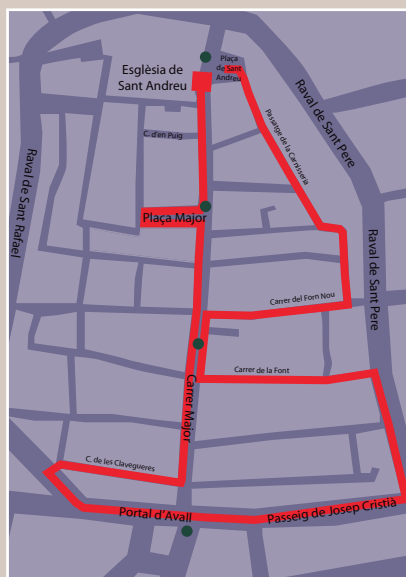 Plaça
de Sant
Andreu
Església de
Sant Andreu
Raval de Sant Pere
Passatge de la Carnisseria
C. d'en Puig
Raval de Sant Rafael
Plaça Major
Raval de Sant Pere
Carrer del Forn Nou
Carrer de la Font
Carrer Major
C. de les Clavegueres
Portal d'Avall
Passeig de Josep Cristià